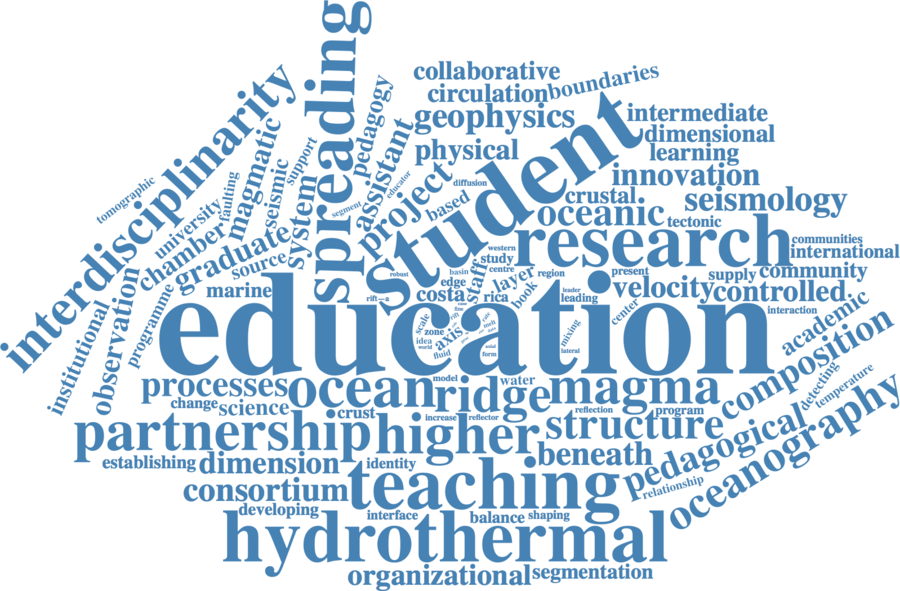 spreading
collaborative
boundaries
circulation
interdisciplinarity
pedagogy
geophysics
student
intermediate
magmatic
assistant
dimensional
physical
learning
support
seismic
project
innovation
tomographic
faulting
educator
diffusion
crustal
seismology
university
system
segment
based
oceanic
tectonic
chamber
graduate
research
communities
western
international
source
study
staff
centre
robust
basin
layer
region
present
supply
community
observation
programme
marine
edge
velocity
controlled
costa
rica
book
leader
leading
rift
institutional
education
center
interaction
academic
scale
zone
axis
idea
world
fluid
melt
form
mixing
lateral
composition
processes
ocean
ridge
model
water
magma
detecting
temperature
change
science
crust
increase
reflector
reflection
program
partnership
higher
structure
pedagogical
oceanography
establishing
dimension
identity
beneath
relationship
consortium
teaching
developing
interface
balance
shaping
hydrothermal
organizational
segmentation